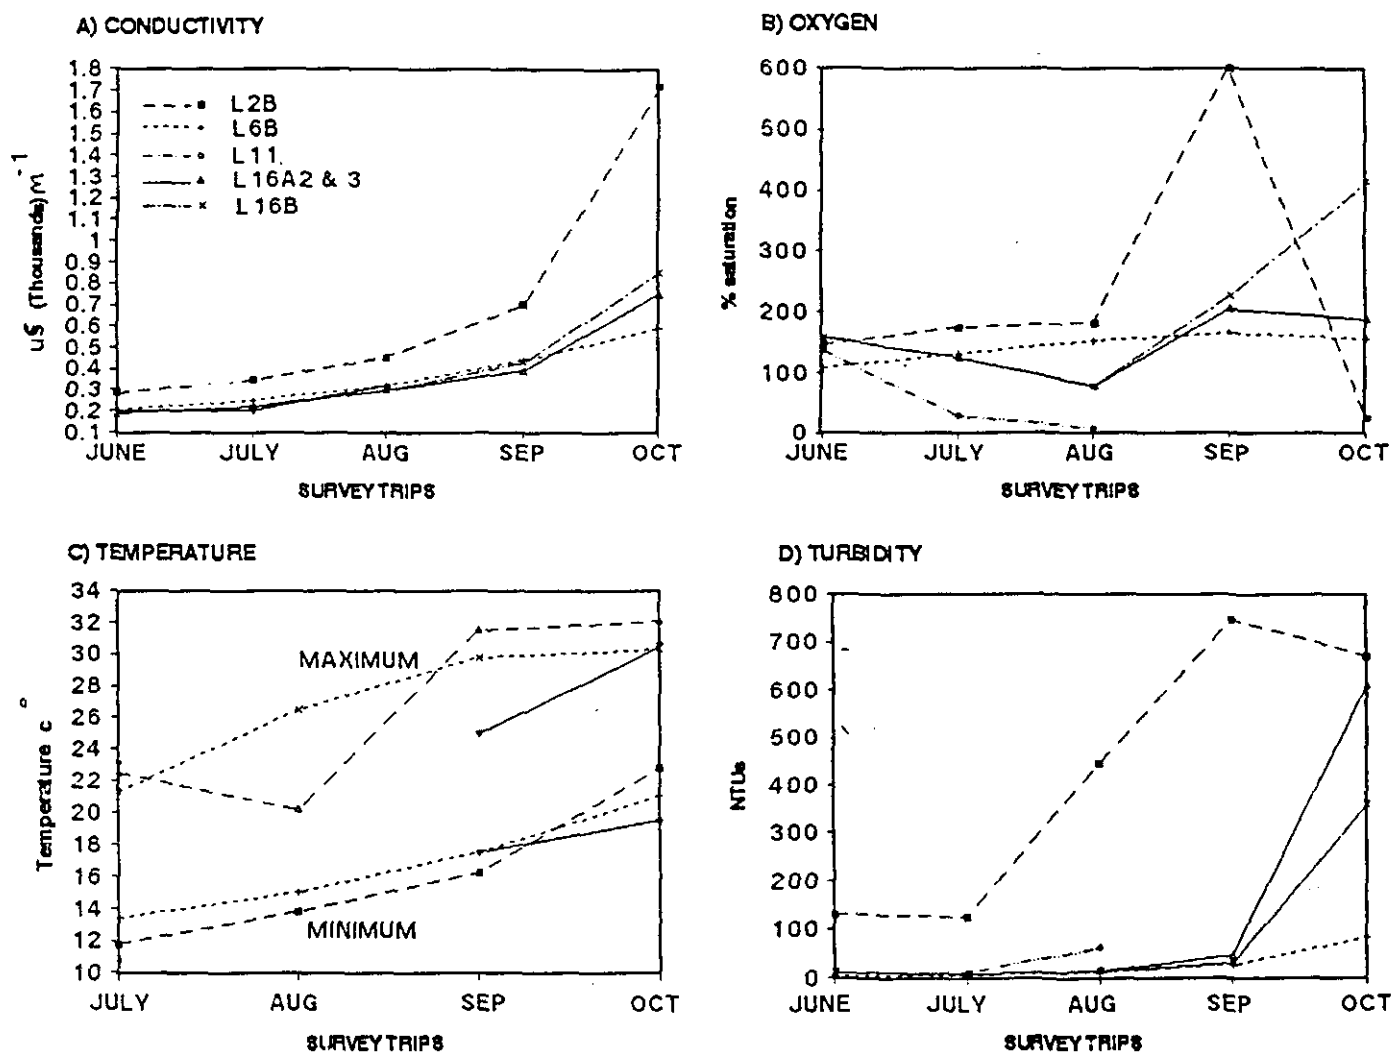 A) CONDUCTIVITY
1.8
1.7
1.6
1.5
1.4
1.3
1.2
1.1
1
0.9
0.8
0.7
0.6
0.5
0.4
0.3
0.2
0.1
uS (Thousands) M⁻¹
L2B
L6B
L11
L16A2 & 3
L16B
JUNE JULY AUG SEP OCT
SURVEY TRIPS
B) OXYGEN
600
500
400
300
200
100
0
% saturation
JUNE JULY AUG SEP OCT
SURVEY TRIPS
C) TEMPERATURE
34
32
30
28
26
24
22
20
18
16
14
12
10
Temperature c°
MAXIMUM
MINIMUM
JULY AUG SEP OCT
SURVEY TRIPS
D) TURBIDITY
800
700
600
500
400
300
200
100
0
NTUs
JUNE JULY AUG SEP OCT
SURVEY TRIPS